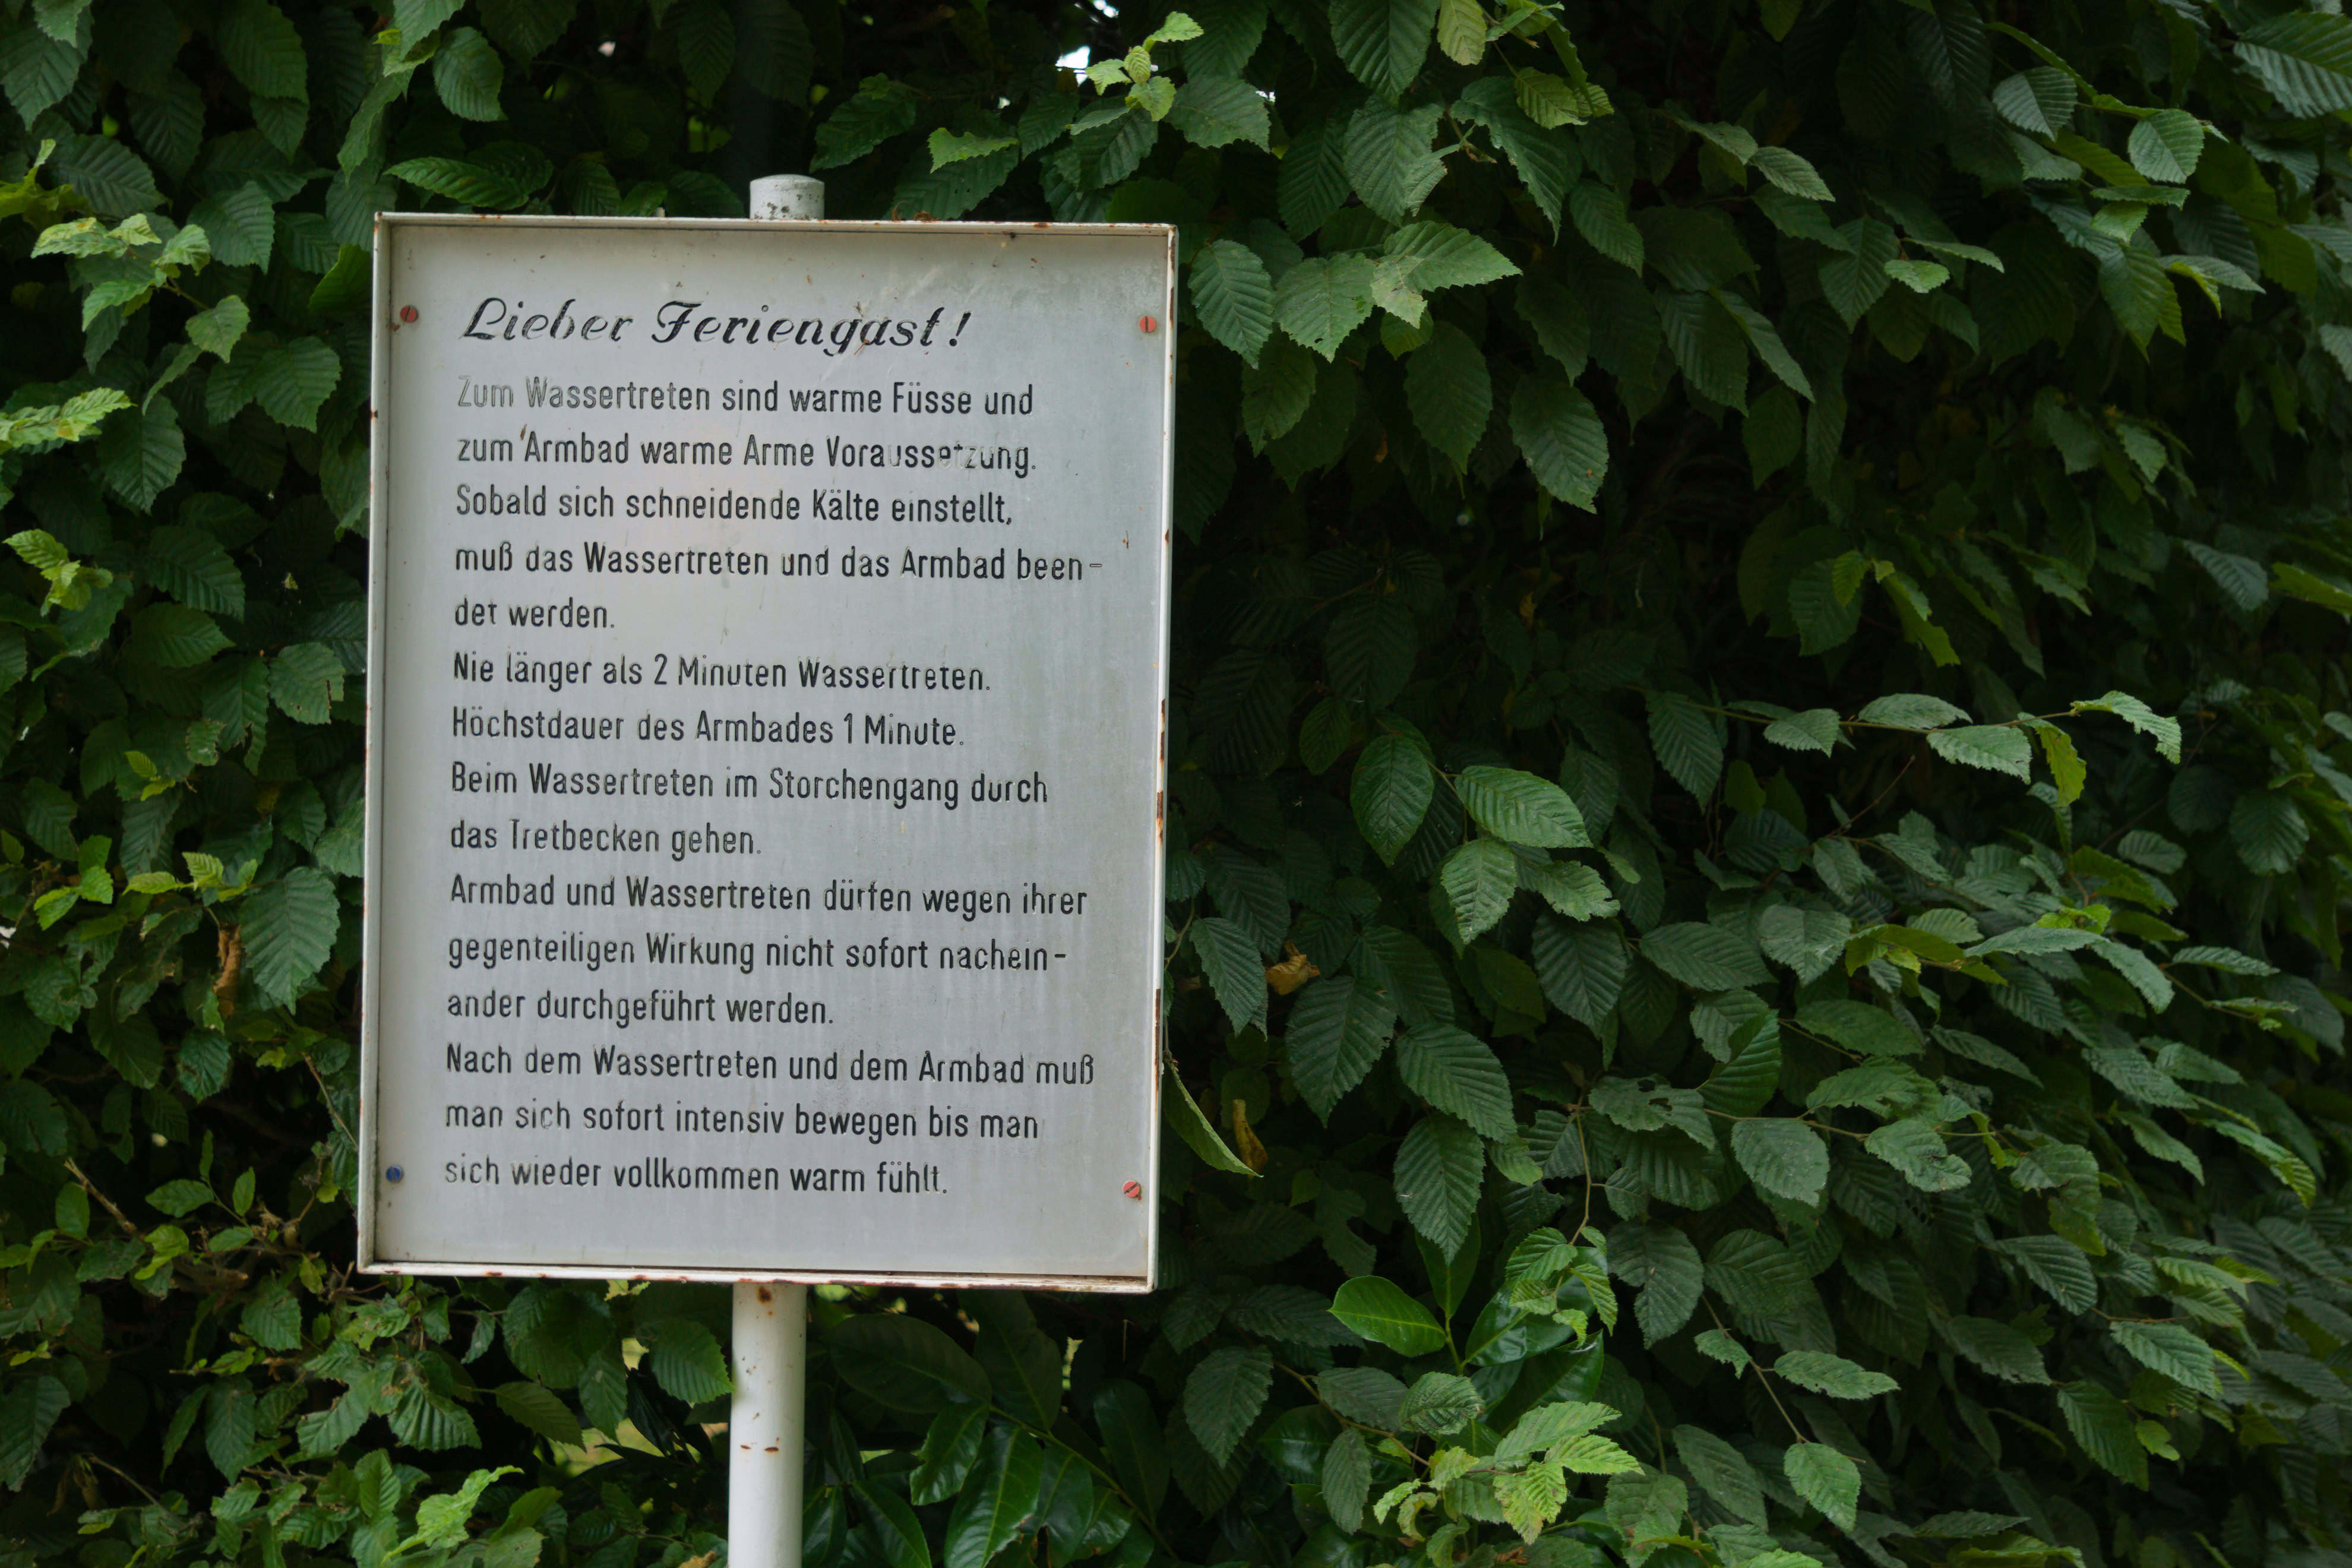 Lieber Feriengast!
Zum Wassertreten sind warme Füsse und
zum Armbad warme Arme Voraussetzung.
Sobald sich schneidende Kälte einstellt,
muß das Wassertreten und das Armbad been-
det werden.
Nie länger als 2 Minuten Wassertreten.
Höchstdauer des Armbades 1 Minute.
Beim Wassertreten im Storchengang durch
das Tretbecken gehen.
Armbad und Wassertreten dürfen wegen ihrer
gegenteiligen Wirkung nicht sofort nachein-
ander durchgeführt werden.
Nach dem Wassertreten und dem Armbad muß
man sich sofort intensiv bewegen bis man
sich wieder vollkommen warm fühlt.